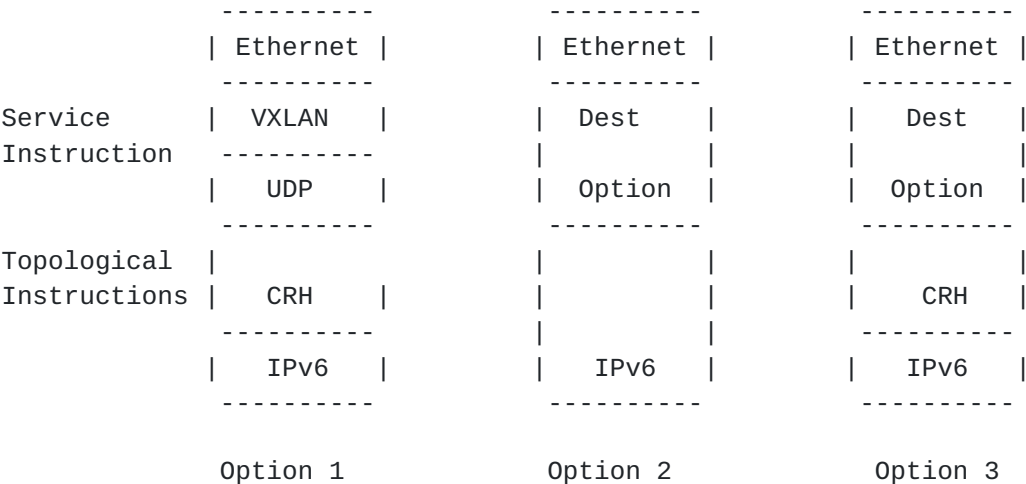 ----------           ----------          ----------
             | Ethernet |         | Ethernet |        | Ethernet |
              ----------           ----------          ----------
Service      |  VXLAN   |         |  Dest    |        |   Dest   |
Instruction   ----------          |          |        |          |
             |   UDP    |         |  Option  |        |  Option  |
              ----------           ----------          ----------
Topological  |                    |          |        |          |
Instructions |   CRH    |         |          |        |    CRH   |
              ----------          |          |         ----------
             |   IPv6   |         |   IPv6   |        |   IPv6   |
              ----------           ----------          ----------
              Option 1             Option 2             Option 3